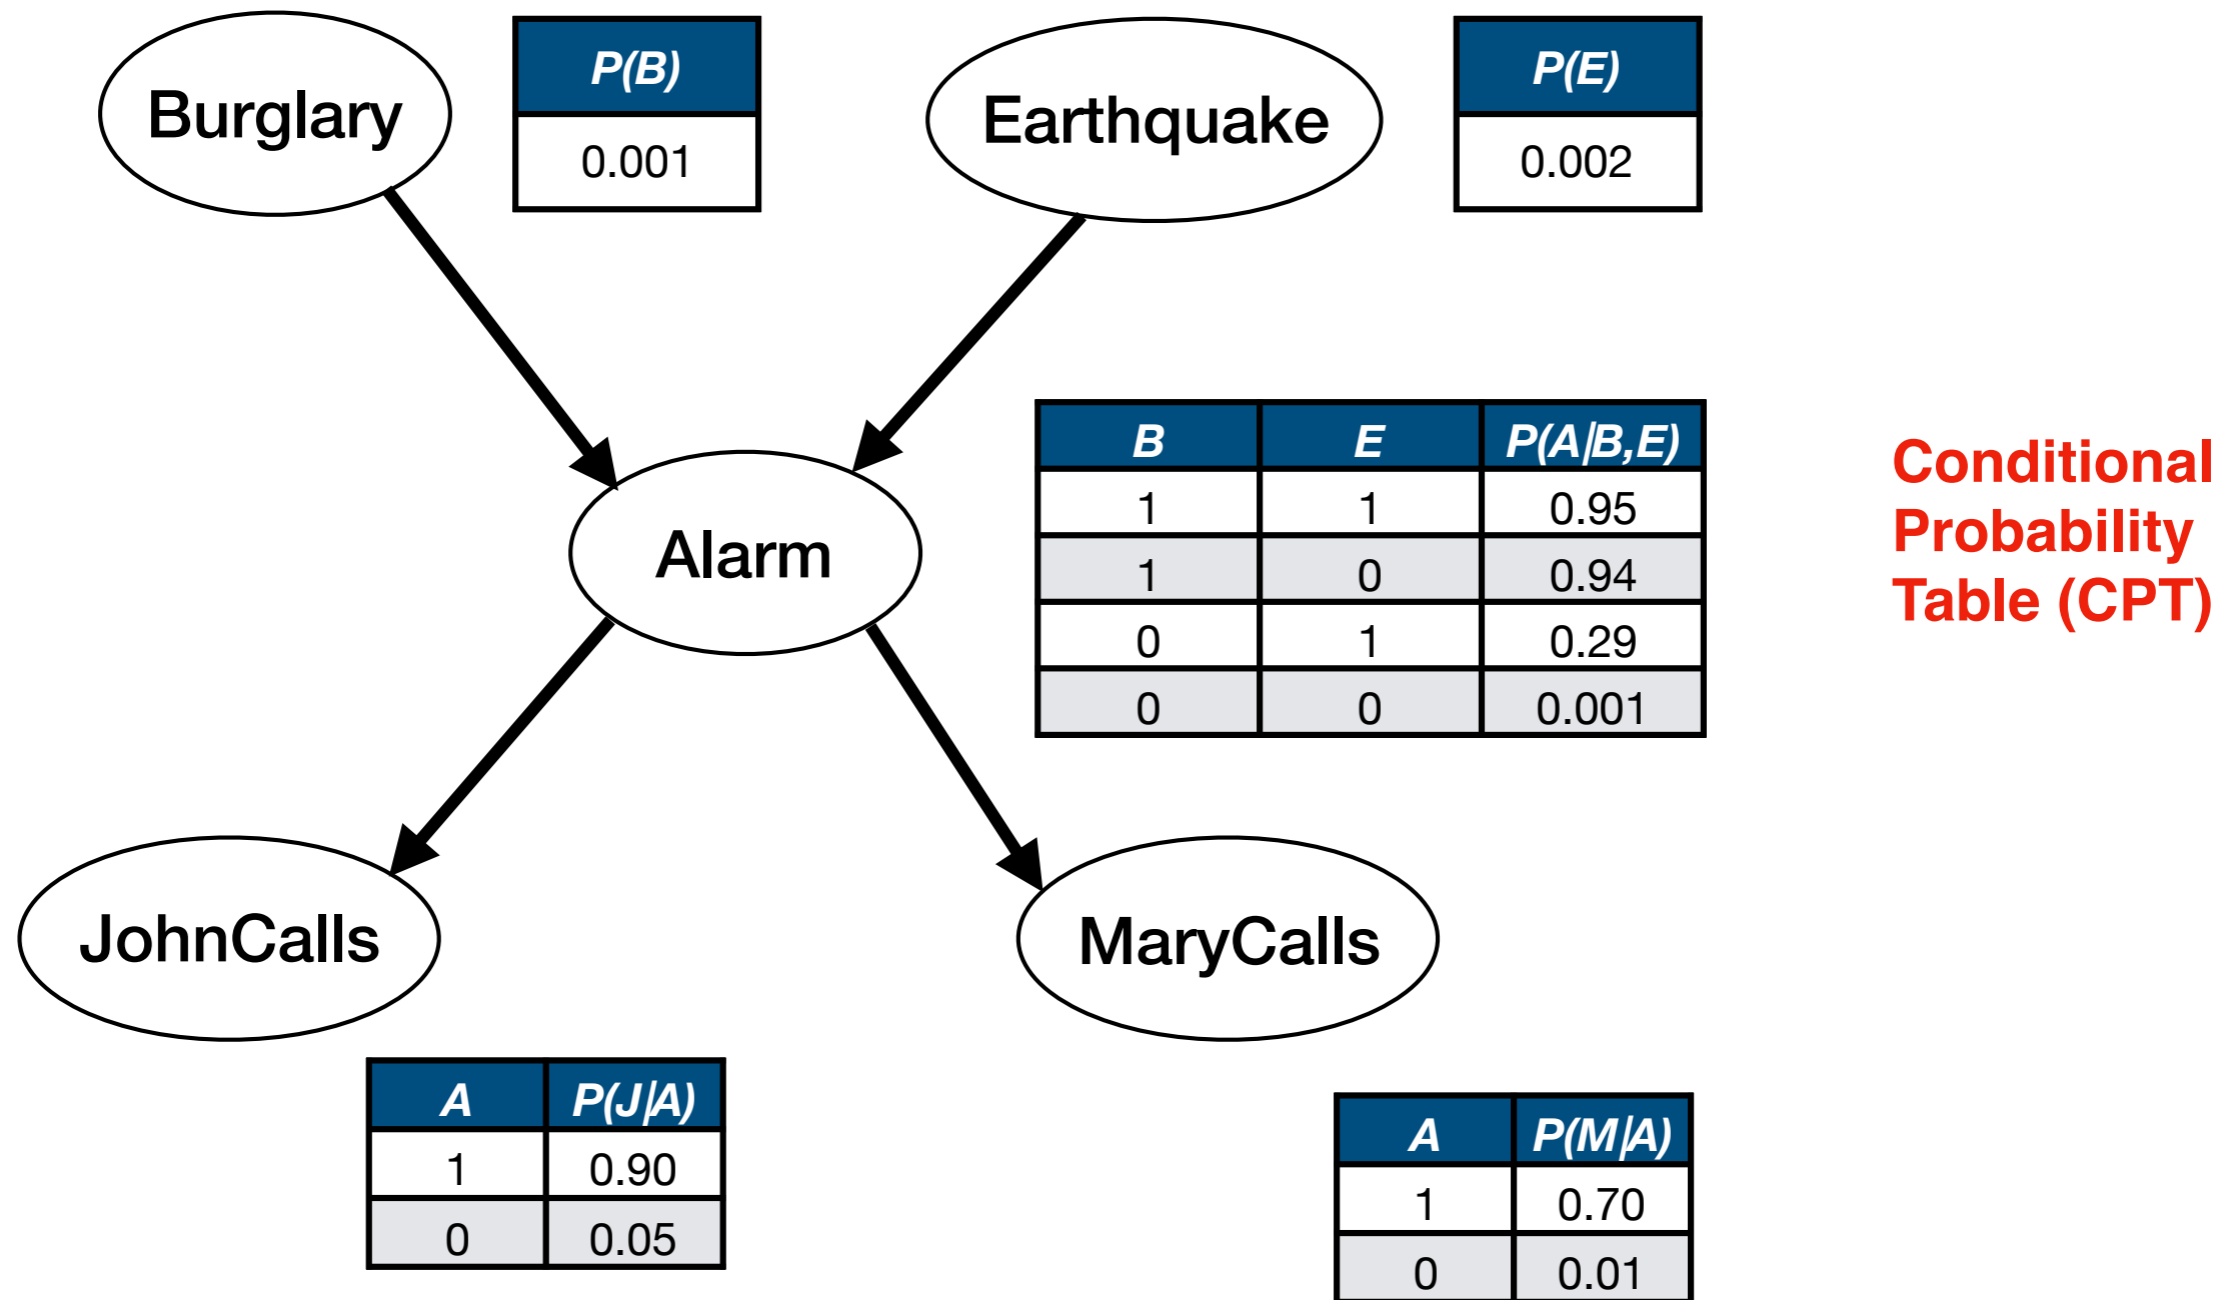 Burglary
P(B)
0.001
Earthquake
P(E)
0.002
Alarm
B E P(A|B,E)
1 1 0.95
1 0 0.94
0 1 0.29
0 0 0.001
Conditional
Probability
Table (CPT)
JohnCalls
MaryCalls
A P(J|A)
1 0.90
0 0.05
A P(M|A)
1 0.70
0 0.01